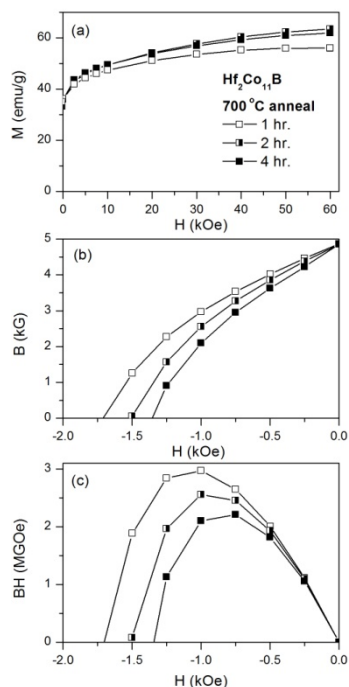 (a)
M (emu/g)
60
40
20
0
Hf₂Co₁₁B
700 °C anneal
1 hr.
2 hr.
4 hr.
0 10 20 30 40 50 60
H (kOe)
(b)
B (kG)
5
4
3
2
1
0
-2.0 -1.5 -1.0 -0.5 0.0
H (kOe)
(c)
BH (MGOe)
3
2
1
0
-2.0 -1.5 -1.0 -0.5 0.0
H (kOe)